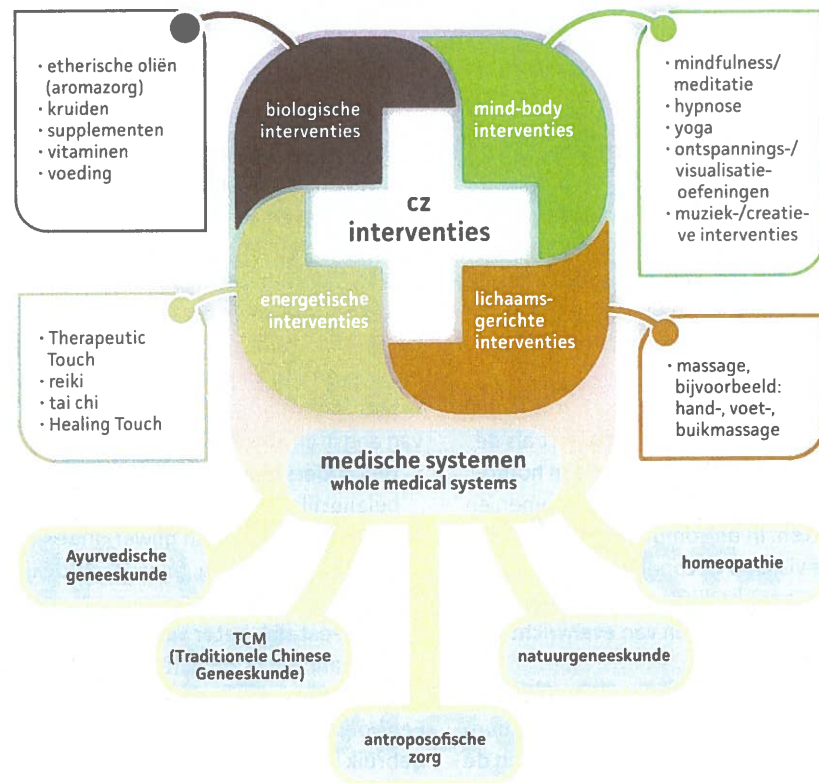 · etherische oliën
(aromazorg)
· kruiden
· supplementen
· vitaminen
· voeding
biologische
interventies
mind-body
interventies
· mindfulness/
meditatie
· hypnose
· yoga
· ontspannings-/
visualisatie-
oefeningen
· muziek-/creatie-
ve interventies
cz
interventies
energetische
interventies
lichaams-
gerichte
interventies
· Therapeutic
Touch
· reiki
· tai chi
· Healing Touch
· massage,
bijvoorbeeld:
hand-, voet-,
buikmassage
medische systemen
whole medical systems
Ayurvedische
geneeskunde
homeopathie
TCM
(Traditionele Chinese
Geneeskunde)
natuurgeneeskunde
antroposofische
zorg